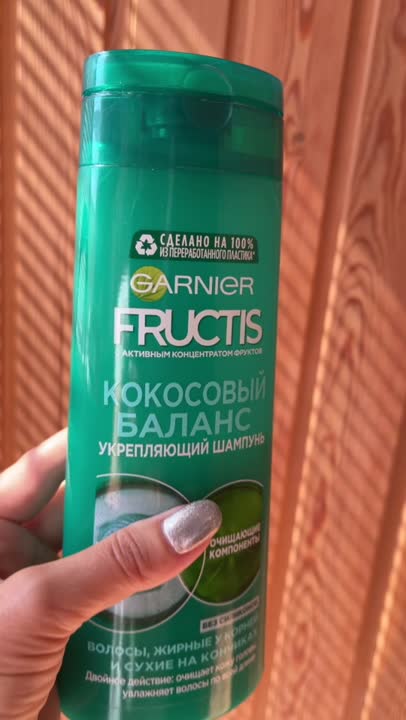 СДЕЛАНО НА 100%
ИЗ ПЕРЕРАБОТАННОГО ПЛАСТИКА*
GARNIER
FRUCTIS
АКТИВНЫМ КОНЦЕНТРАТОМ ФРУКТОВ
КОКОСОВЫЙ
БАЛАНС
УКРЕПЛЯЮЩИЙ ШАМПУНЬ
ОЧИЩАЮЩИЕ
КОМПОНЕНТЫ
БЕЗ СИЛИКОНОВ
ВОЛОСЫ, ЖИРНЫЕ У КОРНЕЙ
И СУХИЕ НА КОНЧИКАХ
Двойное действие: очищает кожу головы,
увлажняет волосы по всей длине